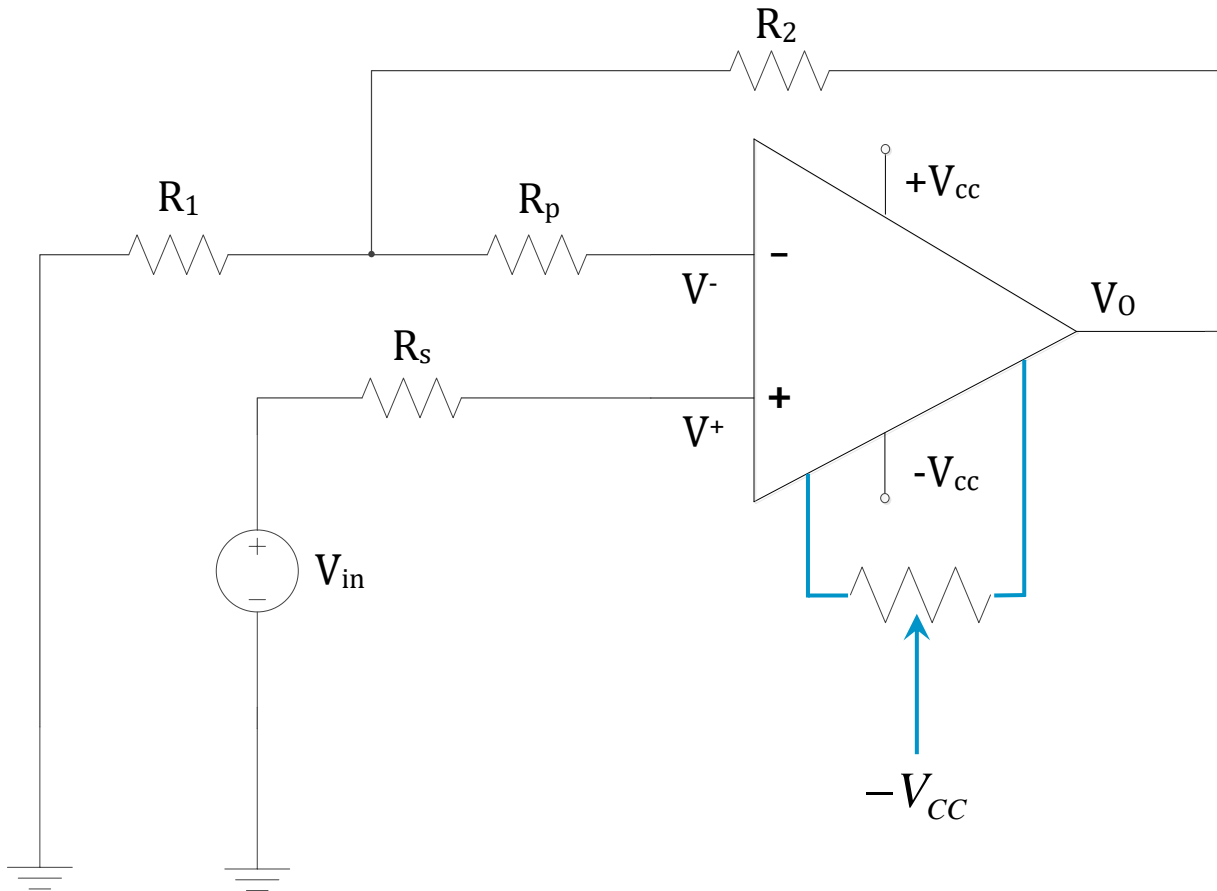 R₂
+Vcc
R₁
Rₚ
-
V⁻
V₀
Rₛ
+
V⁺
-Vcc
+
−
Vin
−VCC